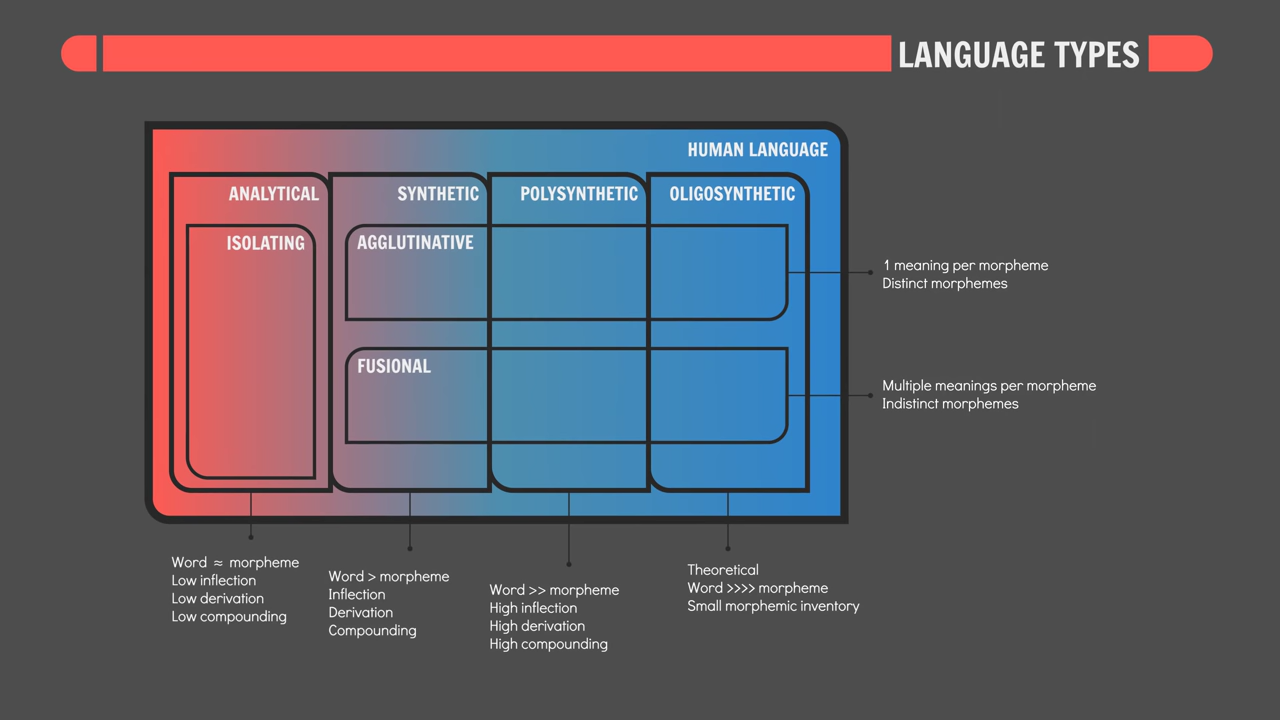 LANGUAGE TYPES
HUMAN LANGUAGE
ANALYTICAL
SYNTHETIC
POLYSYNTHETIC
OLIGOSYNTHETIC
ISOLATING
AGGLUTINATIVE
1 meaning per morpheme
Distinct morphemes
FUSIONAL
Multiple meanings per morpheme
Indistinct morphemes
Word ≈ morpheme
Low inflection
Low derivation
Low compounding
Word > morpheme
Inflection
Derivation
Compounding
Word >> morpheme
High inflection
High derivation
High compounding
Theoretical
Word >>>> morpheme
Small morphemic inventory